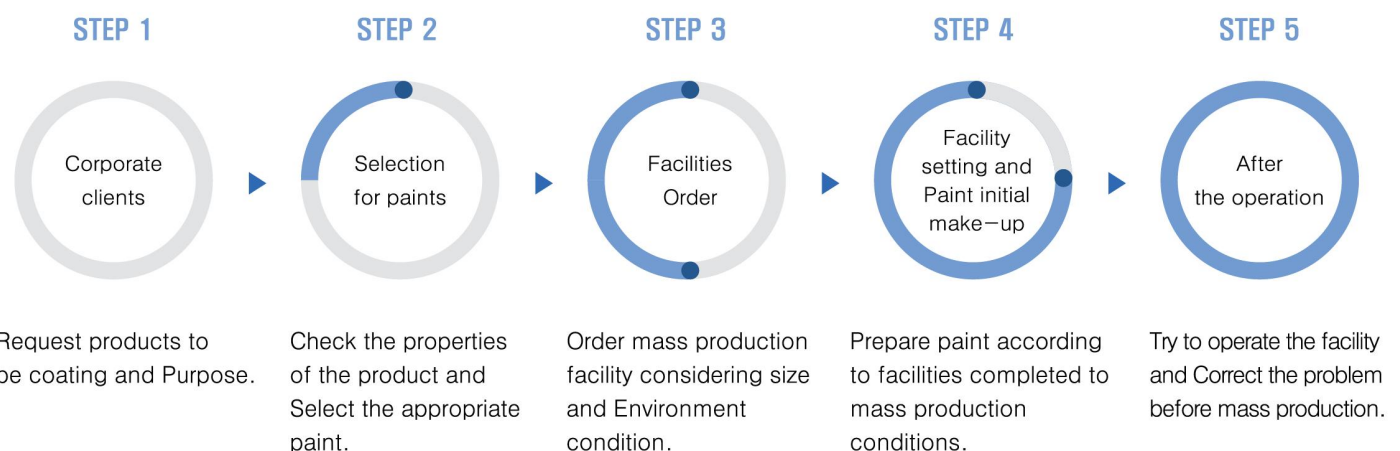 STEP 1
STEP 2
STEP 3
STEP 4
STEP 5
Corporate
clients
Selection
for paints
Facilities
Order
Facility
setting and
Paint initial
make-up
After
the operation
Request products to
be coating and Purpose.
Check the properties
of the product and
Select the appropriate
paint.
Order mass production
facility considering size
and Environment
condition.
Prepare paint according
to facilities completed to
mass production
conditions.
Try to operate the facility
and Correct the problem
before mass production.